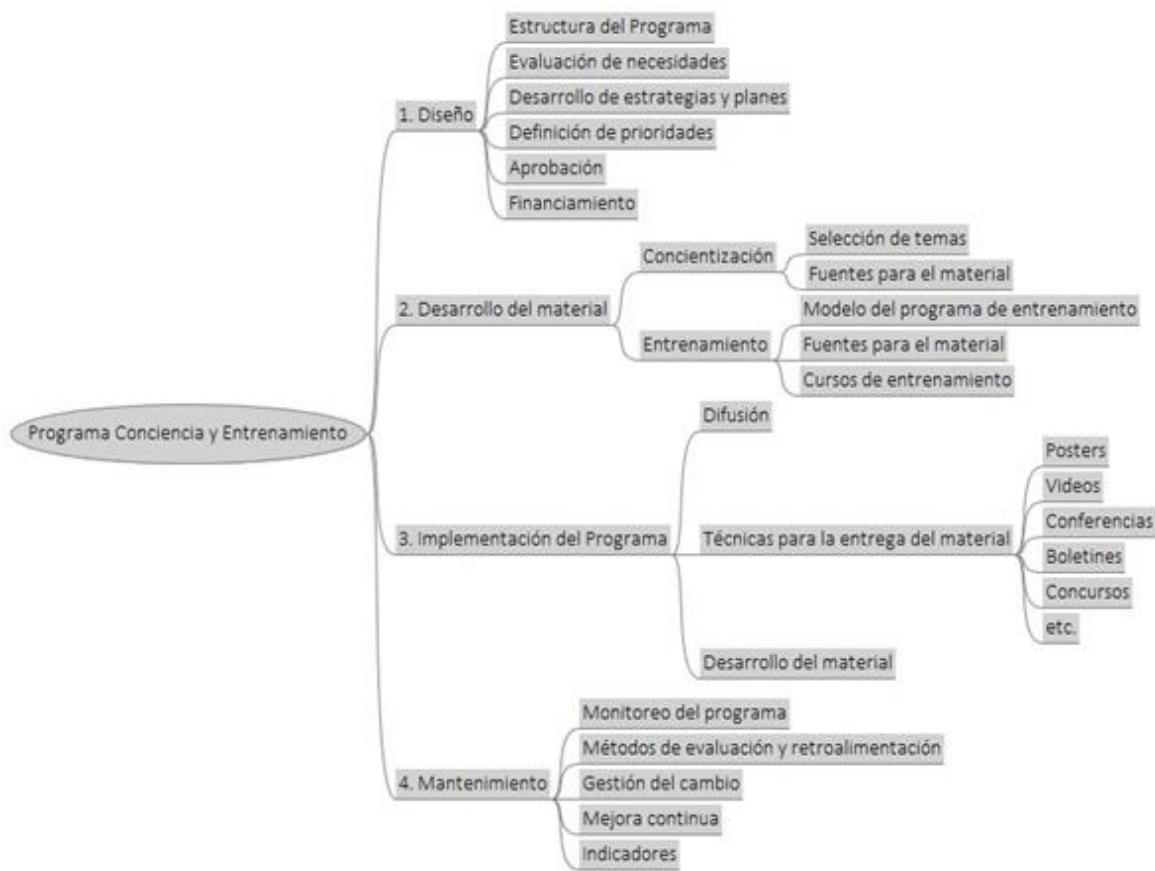 Programa Conciencia y Entrenamiento
1. Diseño
Estructura del Programa
Evaluación de necesidades
Desarrollo de estrategias y planes
Definición de prioridades
Aprobación
Financiamiento
2. Desarrollo del material
Concientización
Selección de temas
Fuentes para el material
Entrenamiento
Modelo del programa de entrenamiento
Fuentes para el material
Cursos de entrenamiento
3. Implementación del Programa
Difusión
Técnicas para la entrega del material
Posters
Videos
Conferencias
Boletines
Concursos
etc.
Desarrollo del material
4. Mantenimiento
Monitoreo del programa
Métodos de evaluación y retroalimentación
Gestión del cambio
Mejora continua
Indicadores